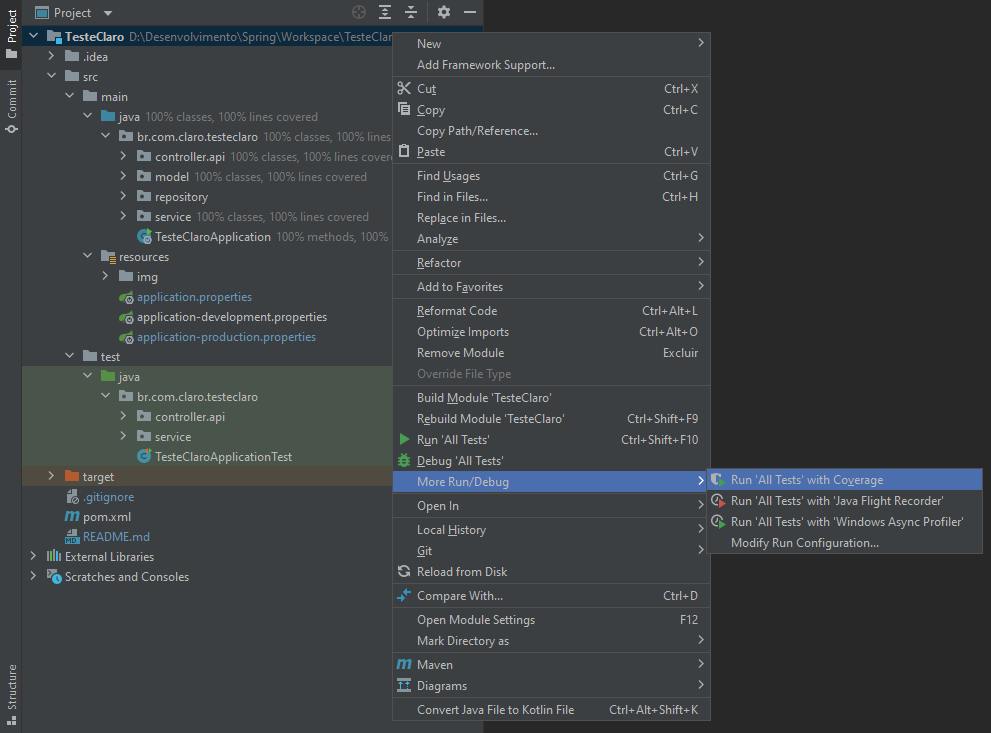 Project
TesteClaro D:\Desenvolvimento\Spring\Workspace\TesteClar
.idea
src
main
java 100% classes, 100% lines covered
br.com.claro.testeclaro 100% classes, 100% lines
controller.api 100% classes, 100% lines cover
model 100% classes, 100% lines covered
repository
service 100% classes, 100% lines covered
TesteClaroApplication 100% methods, 100%
resources
img
application.properties
application-development.properties
application-production.properties
test
java
br.com.claro.testeclaro
controller.api
service
TesteClaroApplicationTest
target
.gitignore
pom.xml
README.md
External Libraries
Scratches and Consoles
Project
Commit
Structure
New
Add Framework Support...
Cut Ctrl+X
Copy Ctrl+C
Copy Path/Reference...
Paste Ctrl+V
Find Usages Ctrl+G
Find in Files... Ctrl+H
Replace in Files...
Analyze
Refactor
Add to Favorites
Reformat Code Ctrl+Alt+L
Optimize Imports Ctrl+Alt+O
Remove Module Excluir
Override File Type
Build Module 'TesteClaro'
Rebuild Module 'TesteClaro' Ctrl+Shift+F9
Run 'All Tests' Ctrl+Shift+F10
Debug 'All Tests'
More Run/Debug
Open In
Local History
Git
Reload from Disk
Compare With... Ctrl+D
Open Module Settings F12
Mark Directory as
Maven
Diagrams
Convert Java File to Kotlin File Ctrl+Alt+Shift+K
Run 'All Tests' with Coverage
Run 'All Tests' with 'Java Flight Recorder'
Run 'All Tests' with 'Windows Async Profiler'
Modify Run Configuration...